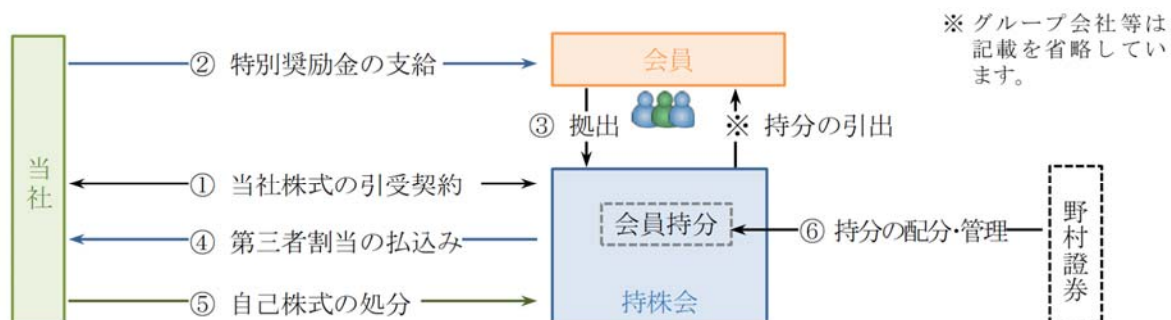 ※ グループ会社等は
記載を省略してい
ます。
② 特別奨励金の支給
会員
③ 拠出
※ 持分の引出
当社
① 当社株式の引受契約
④ 第三者割当の払込み
⑤ 自己株式の処分
会員持分
持株会
⑥ 持分の配分・管理
野村證券